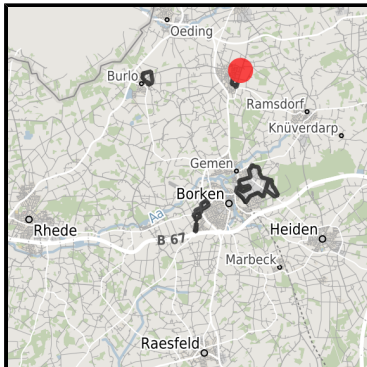 Oeding
Burlo
Ramsdorf
Knüverdarp
Gemen
Borken
Aa
Rhede
B 67
Heiden
Marbeck
Raesfeld